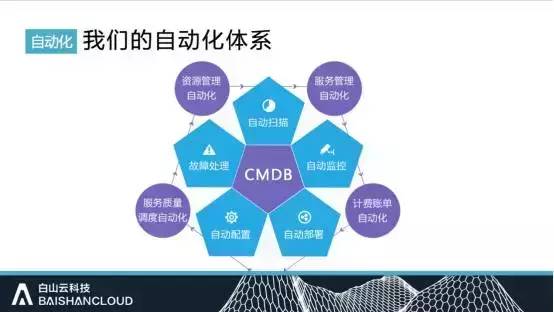 自动化 我们的自动化体系
资源管理
自动化
服务管理
自动化
自动扫描
故障处理
CMDB
自动监控
服务质量
调度自动化
计费账单
自动化
自动配置
自动部署
白山云科技
BAISHANCLOUD